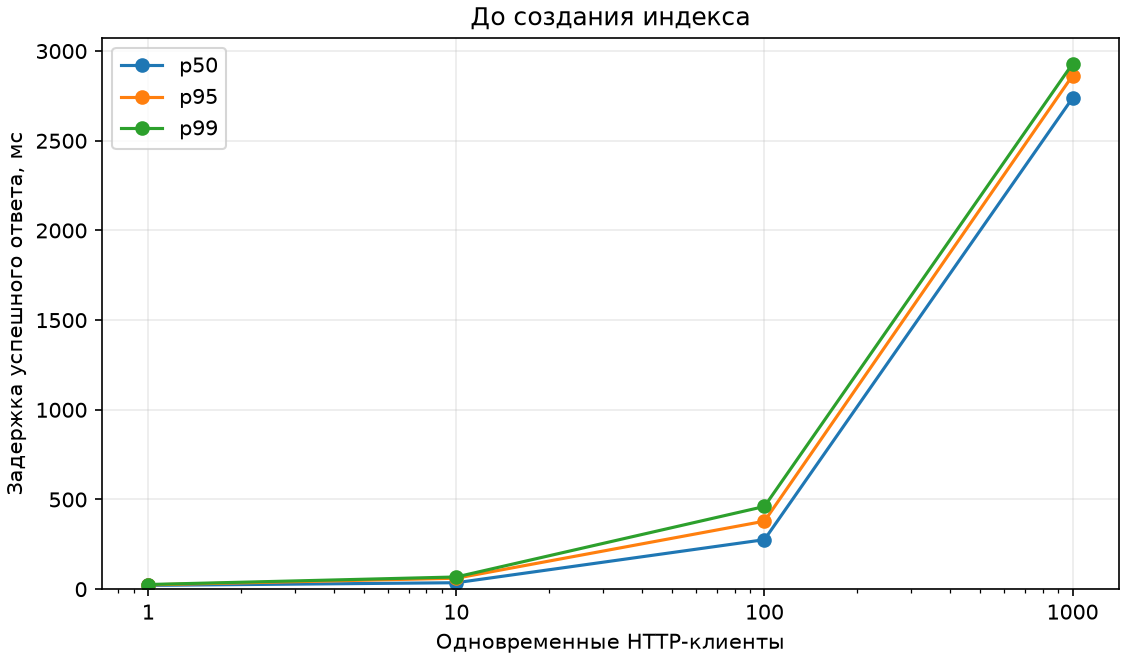 До создания индекса
p50
p95
p99
Задержка успешного ответа, мс
3000
2500
2000
1500
1000
500
0
1
10
100
1000
Одновременные HTTP-клиенты